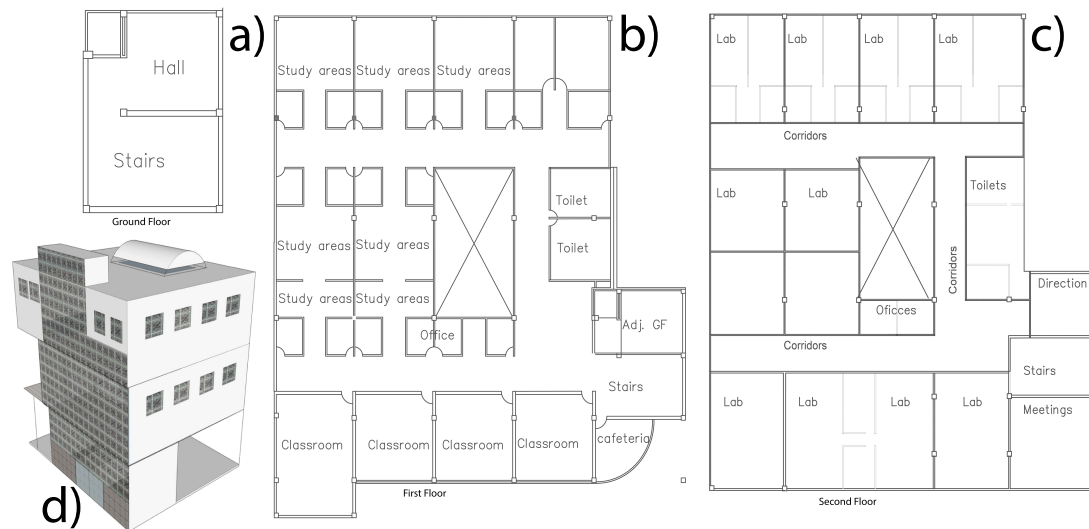 a)
Hall
Stairs
Ground Floor
b)
Study areas Study areas Study areas
Toilet
Study areas Study areas
Toilet
Study areas Study areas
Office
Adj. GF
Stairs
Classroom Classroom Classroom Classroom
cafeteria
First Floor
c)
Lab Lab Lab Lab
Corridors
Lab Lab
Toilets
Corridors
Direction
Oficces
Corridors
Stairs
Lab Lab Lab
Meetings
Second Floor
d)